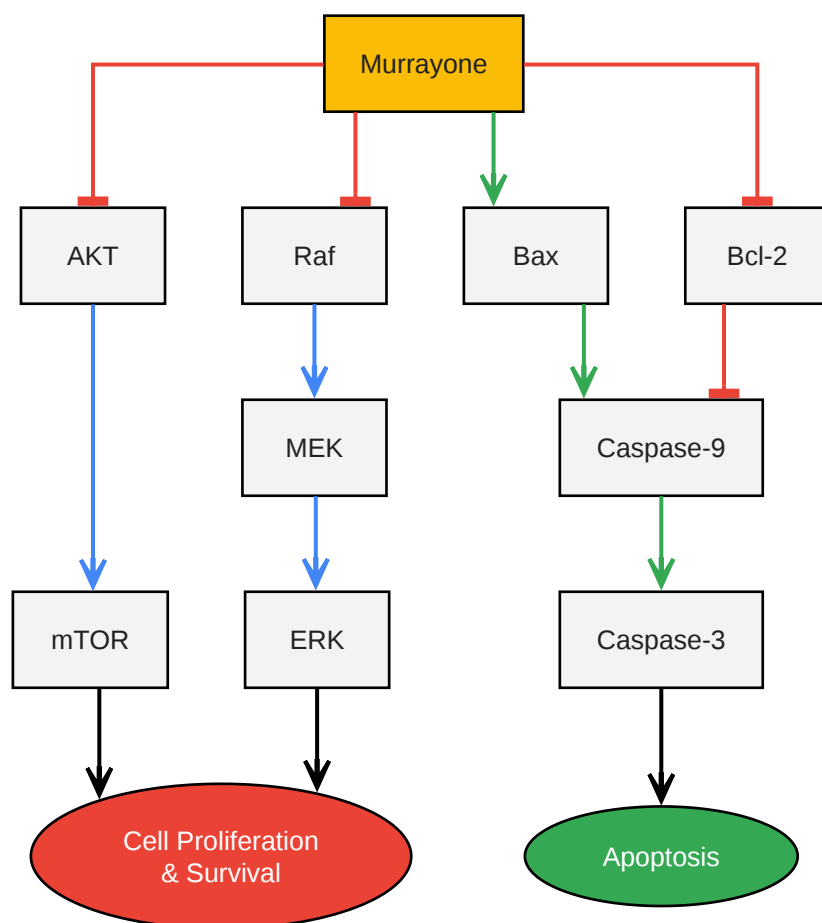 Murrayone
AKT
Raf
Bax
Bcl-2
MEK
Caspase-9
mTOR
ERK
Caspase-3
Cell Proliferation
& Survival
Apoptosis